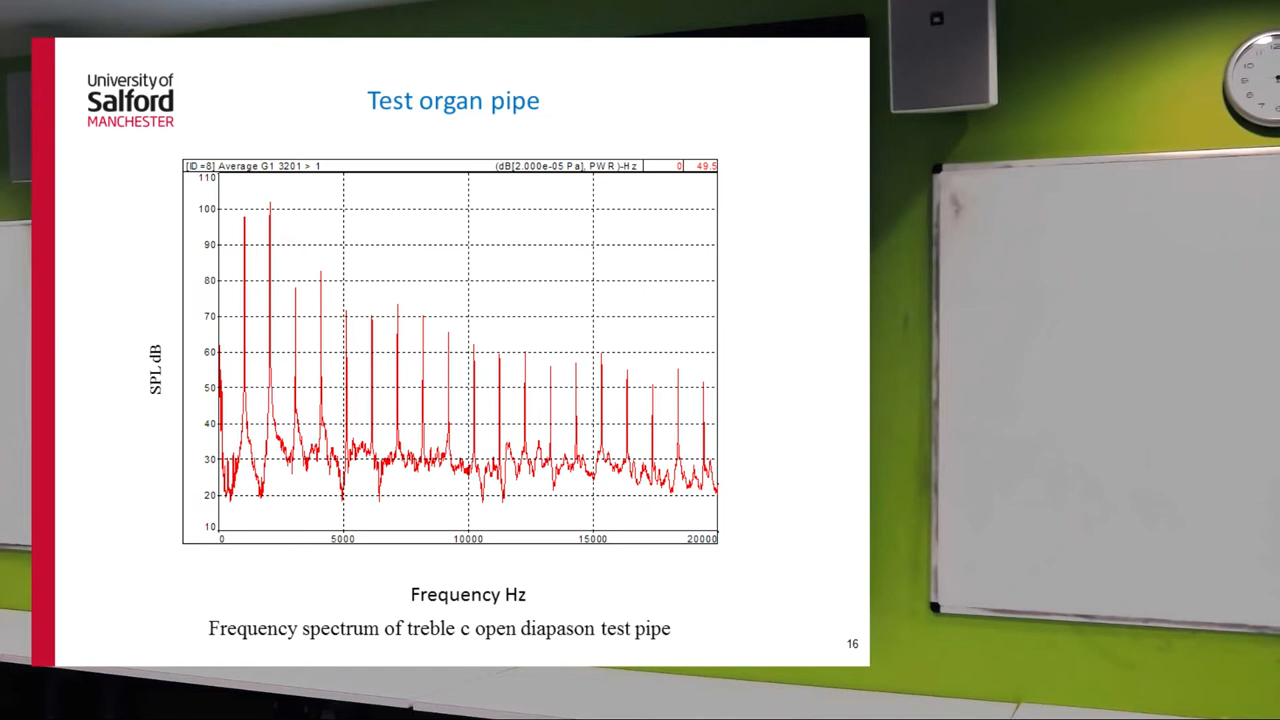 University of
Salford
MANCHESTER
Test organ pipe
[ID=8] Average G1 3201 > 1 (dB[2.000e-05 Pa], PWR)-Hz 0 49.5
110
100
90
80
70
60
50
40
30
20
10
SPL dB
0 5000 10000 15000 20000
Frequency Hz
Frequency spectrum of treble c open diapason test pipe
16